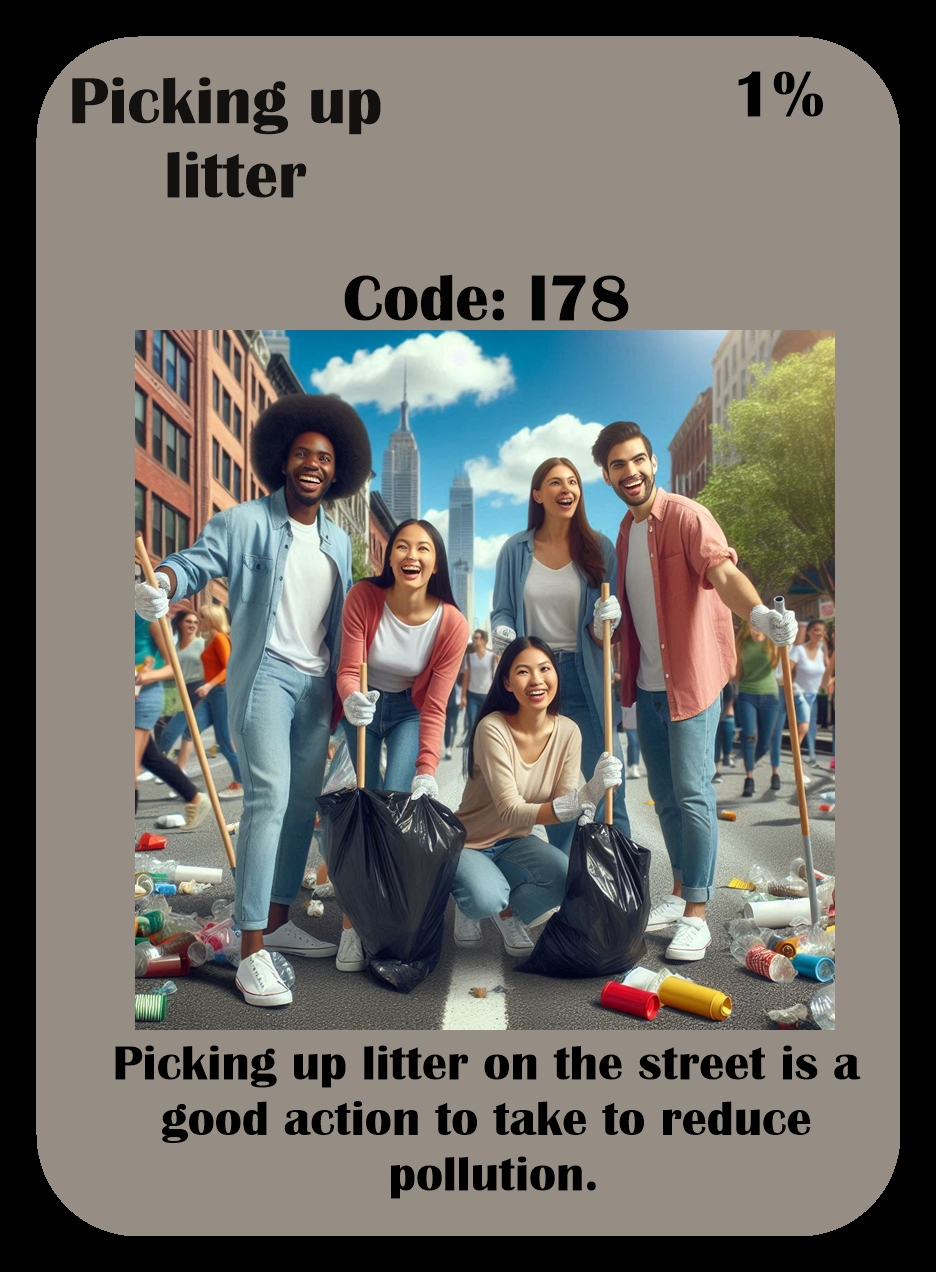 Picking up
litter
1%
Code: I78
Picking up litter on the street is a
good action to take to reduce
pollution.